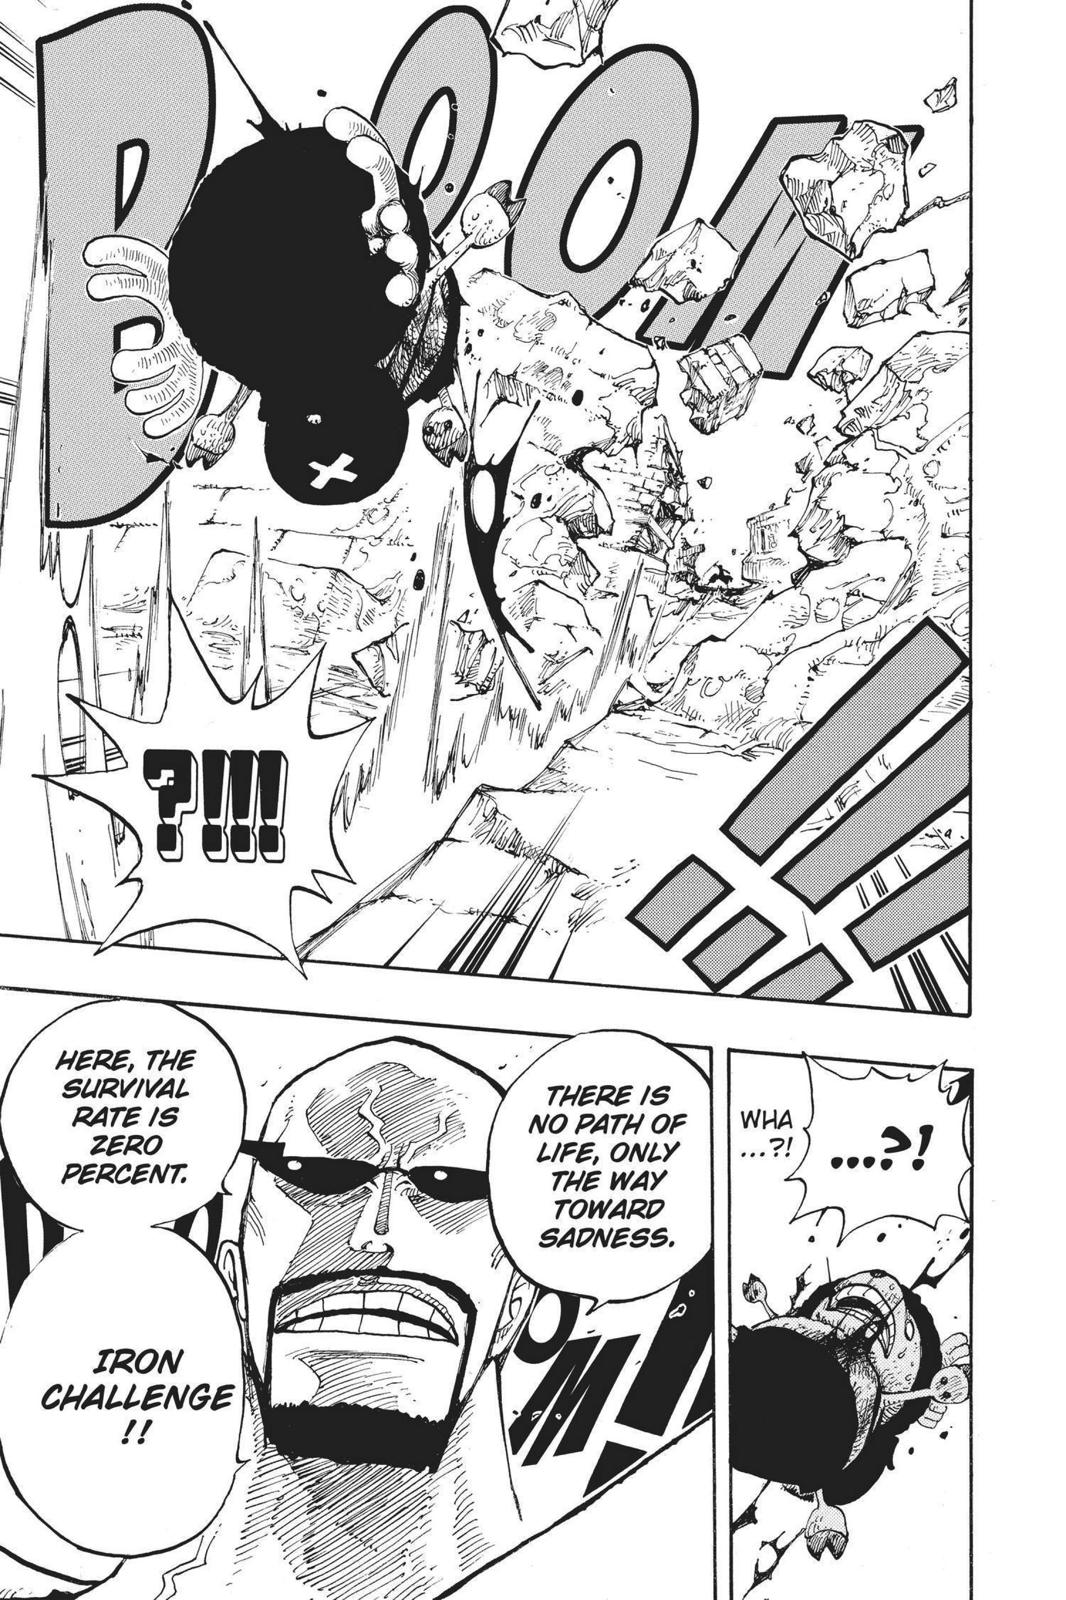 BOOM!!!
?!!!
WHA
...?!
....?!
THERE IS
NO PATH OF
LIFE, ONLY
THE WAY
TOWARD
SADNESS.
HERE, THE
SURVIVAL
RATE IS
ZERO
PERCENT.
IRON
CHALLENGE
!!